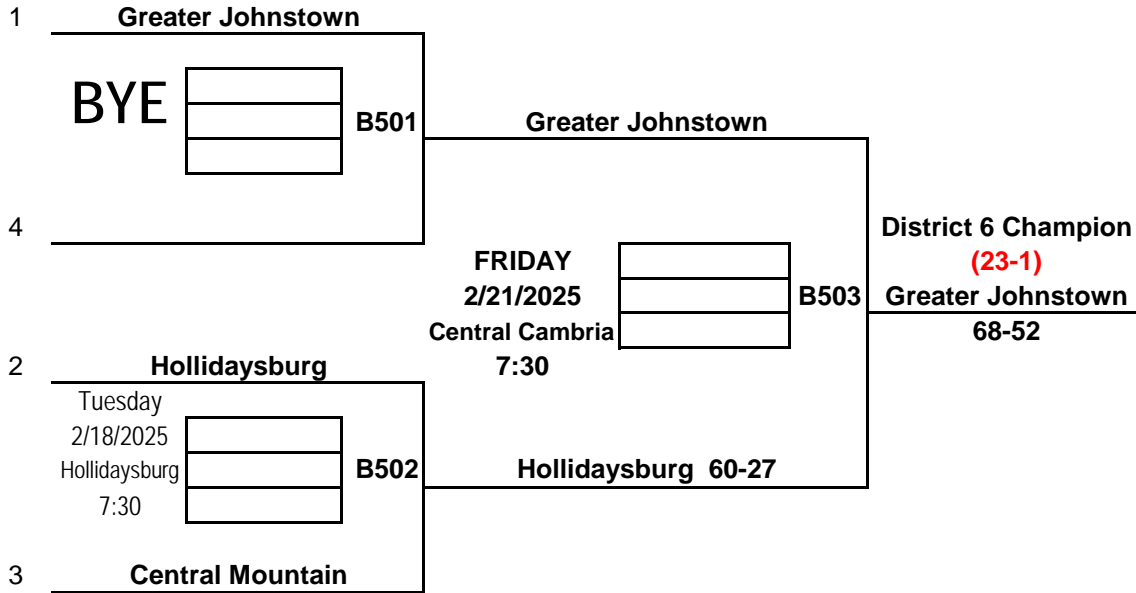 1 Greater Johnstown
BYE
B501
Greater Johnstown
4
District 6 Champion
(23-1)
Greater Johnstown
68-52
FRIDAY
2/21/2025
Central Cambria
7:30
B503
2 Hollidaysburg
Tuesday
2/18/2025
Hollidaysburg
7:30
B502
Hollidaysburg 60-27
3 Central Mountain